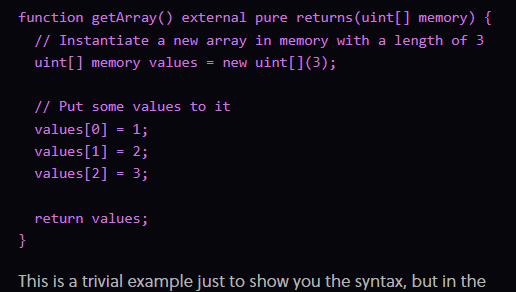 function getArray() external pure returns(uint[] memory) {
  // Instantiate a new array in memory with a length of 3
  uint[] memory values = new uint[](3);

  // Put some values to it
  values[0] = 1;
  values[1] = 2;
  values[2] = 3;

  return values;
}
This is a trivial example just to show you the syntax, but in the